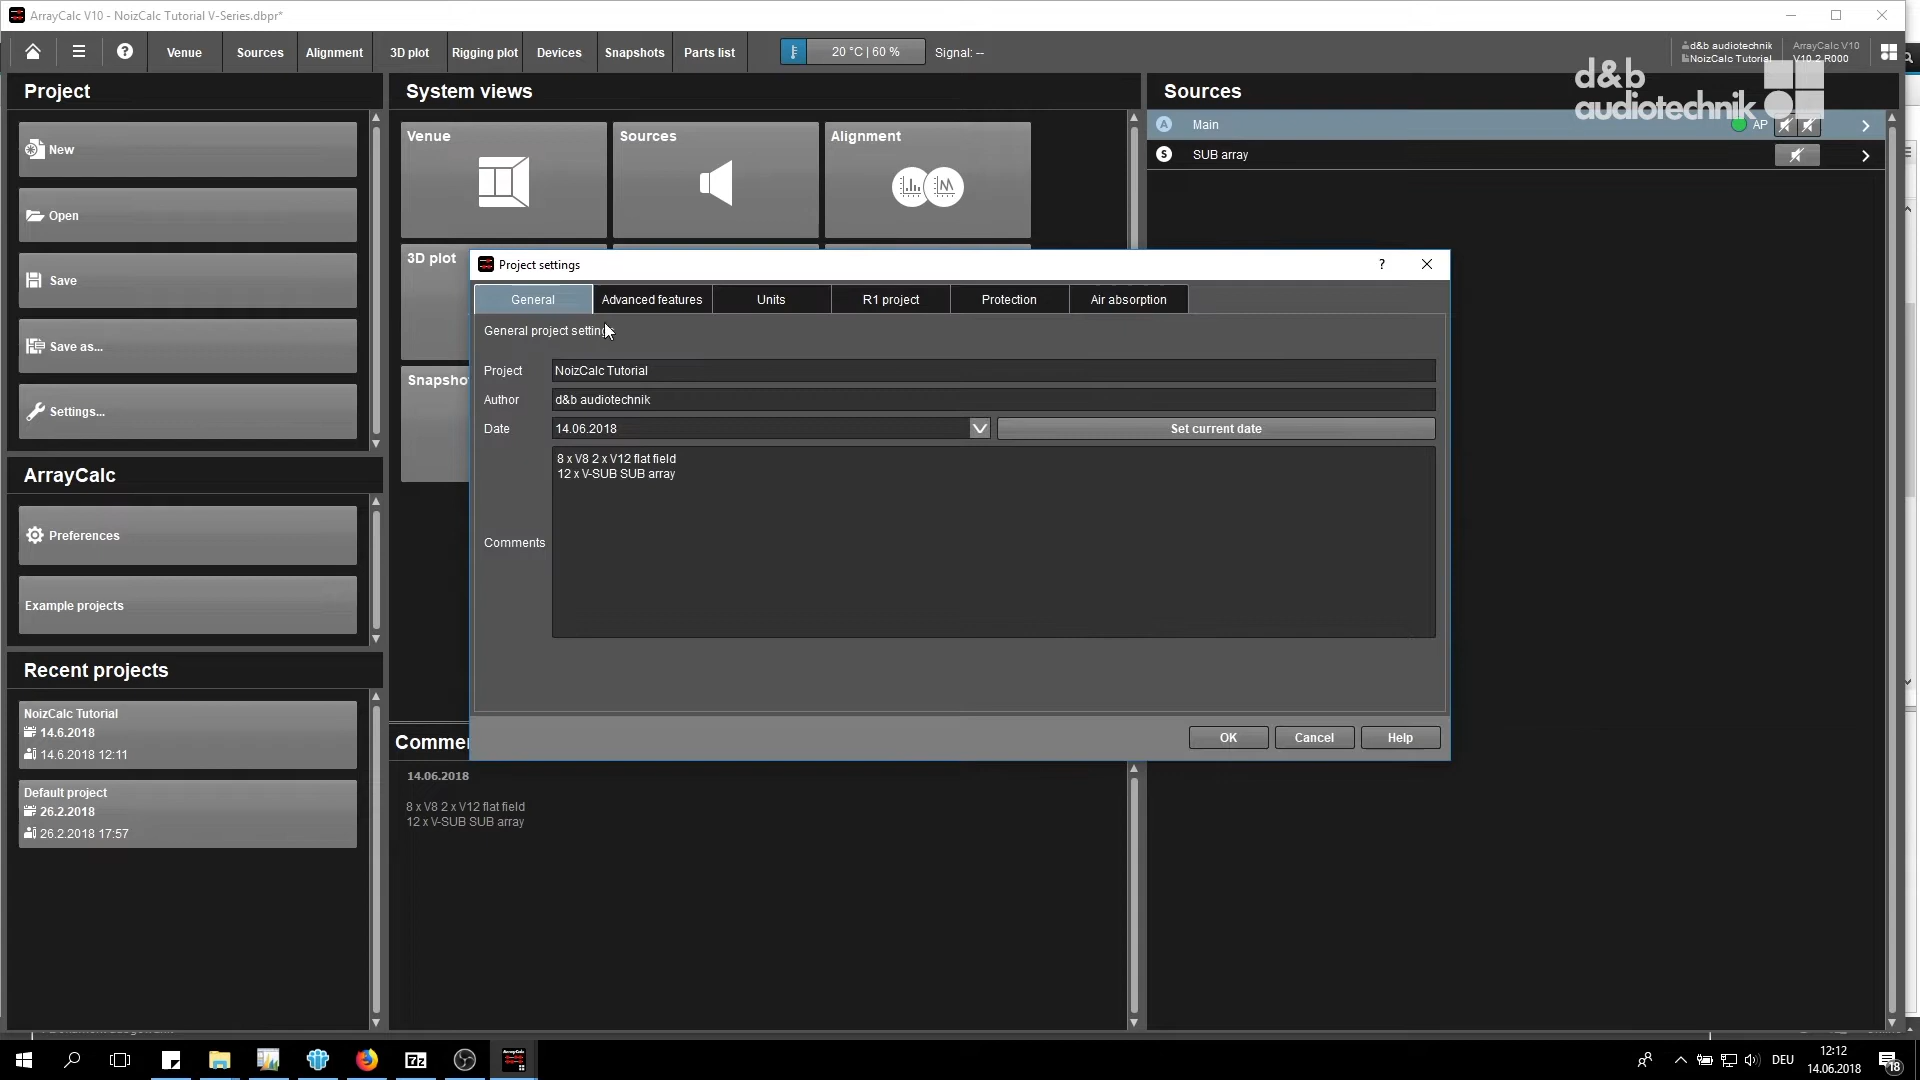 ArrayCalc V10 - NoizCalc Tutorial V-Series.dbpr*
Venue
Sources
Alignment
3D plot
Rigging plot
Devices
Snapshots
Parts list
20 °C | 60 %
Signal: --
d&b audiotechnik
NoizCalc Tutorial
ArrayCalc V10
V10.2.R000
d&b
audiotechnik
Project
New
Open
Save
Save as...
Settings...
ArrayCalc
Preferences
Example projects
Recent projects
NoizCalc Tutorial
14.6.2018
14.6.2018 12:11
Default project
26.2.2018
26.2.2018 17:57
System views
Venue
Sources
Alignment
3D plot
Snapsho
Sources
A
Main
AP
S
SUB array
Project settings
?
General
Advanced features
Units
R1 project
Protection
Air absorption
General project setting
Project
NoizCalc Tutorial
Author
d&b audiotechnik
Date
14.06.2018
Set current date
8 x V8 2 x V12 flat field
12 x V-SUB SUB array
Comments
OK
Cancel
Help
Commen
14.06.2018
8 x V8 2 x V12 flat field
12 x V-SUB SUB array
DEU
12:12
14.06.2018
18